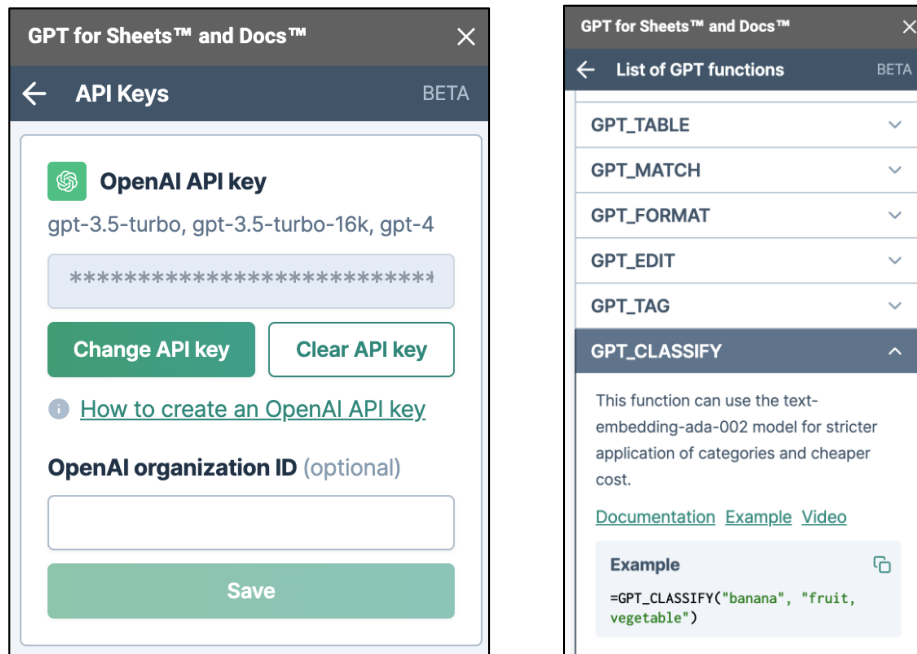 GPT for Sheets™ and Docs™
API Keys BETA
OpenAI API key
gpt-3.5-turbo, gpt-3.5-turbo-16k, gpt-4
***************************
Change API key Clear API key
How to create an OpenAI API key
OpenAI organization ID (optional)
Save
GPT for Sheets™ and Docs™
List of GPT functions BETA
GPT_TABLE
GPT_MATCH
GPT_FORMAT
GPT_EDIT
GPT_TAG
GPT_CLASSIFY
This function can use the text-
embedding-ada-002 model for stricter
application of categories and cheaper
cost.
Documentation Example Video
Example
=GPT_CLASSIFY("banana", "fruit,
vegetable")